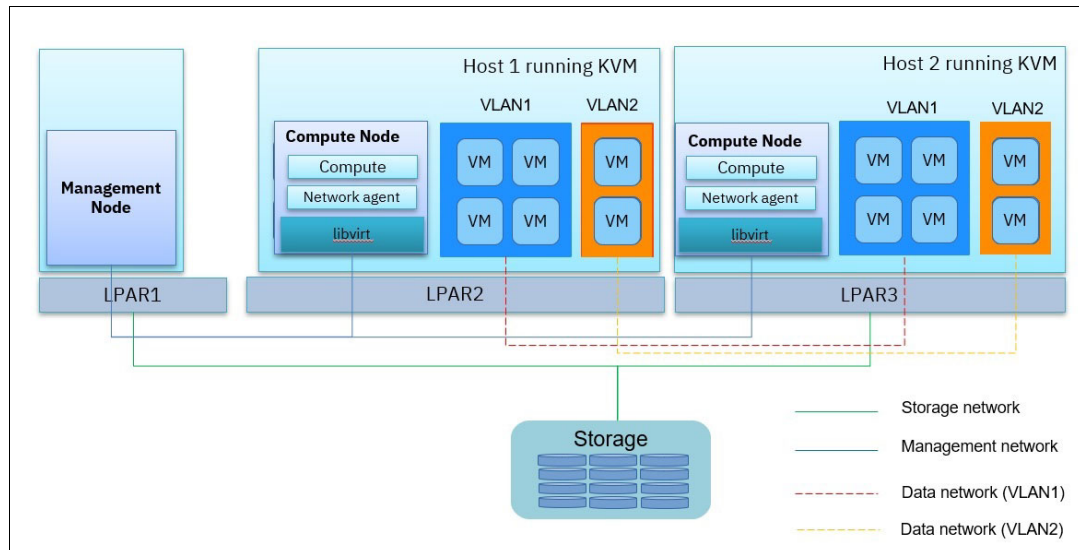 Host 1 running KVM
Host 2 running KVM
VLAN1
VLAN2
VLAN1
VLAN2
Management
Node
Compute Node
Compute
Network agent
libvirt
VM
VM
VM
VM
VM
VM
Compute Node
Compute
Network agent
libvirt
VM
VM
VM
VM
VM
VM
LPAR1
LPAR2
LPAR3
Storage
Storage network
Management network
Data network (VLAN1)
Data network (VLAN2)